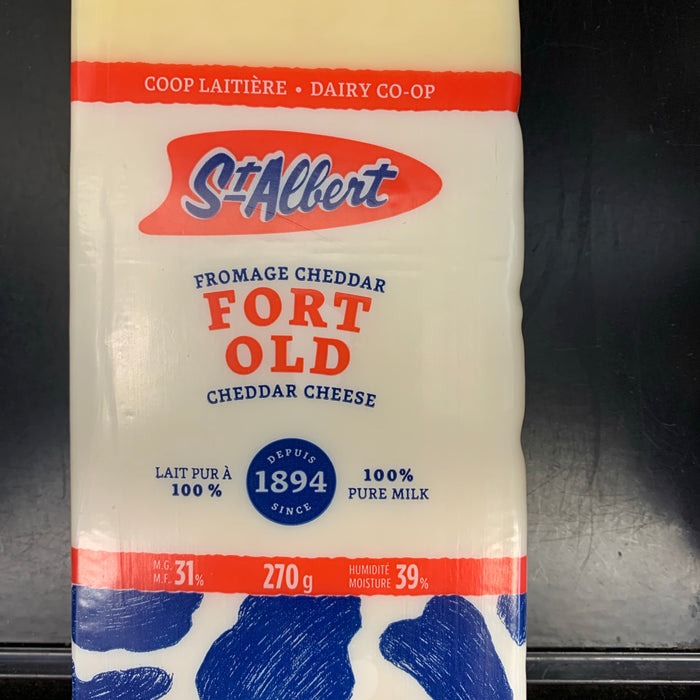 COOP LAITIÈRE • DAIRY CO-OP
St-Albert
FROMAGE CHEDDAR
FORT
OLD
CHEDDAR CHEESE
LAIT PUR À
100 %
DEPUIS
1894
SINCE
100%
PURE MILK
M.G. 31%
M.F.
270 g
HUMIDITÉ 39%
MOISTURE